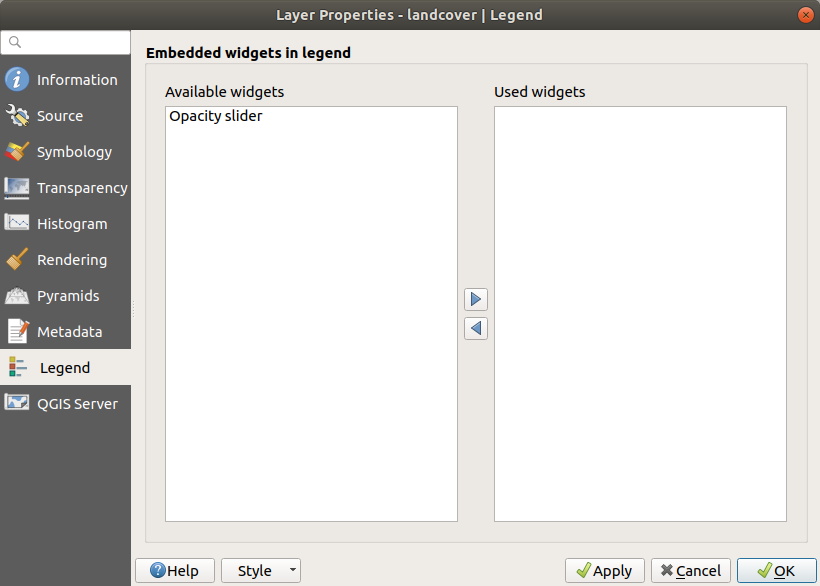 Layer Properties - landcover | Legend
Information
Source
Symbology
Transparency
Histogram
Rendering
Pyramids
Metadata
Legend
QGIS Server
Embedded widgets in legend
Available widgets
Opacity slider
Used widgets
Help
Style
Apply
Cancel
OK